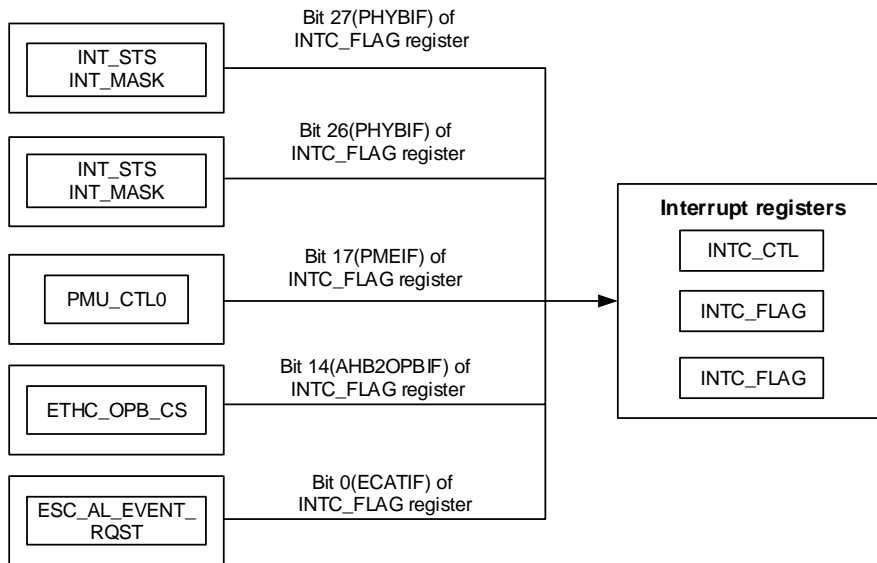 Bit 27(PHYBIF) of
INTC_FLAG register
INT_STS
INT_MASK
Bit 26(PHYBIF) of
INTC_FLAG register
INT_STS
INT_MASK
Bit 17(PMEIF) of
INTC_FLAG register
PMU_CTL0
Bit 14(AHB2OPBIF) of
INTC_FLAG register
ETHC_OPB_CS
Bit 0(ECATIF) of
INTC_FLAG register
ESC_AL_EVENT_
RQST
Interrupt registers
INTC_CTL
INTC_FLAG
INTC_FLAG